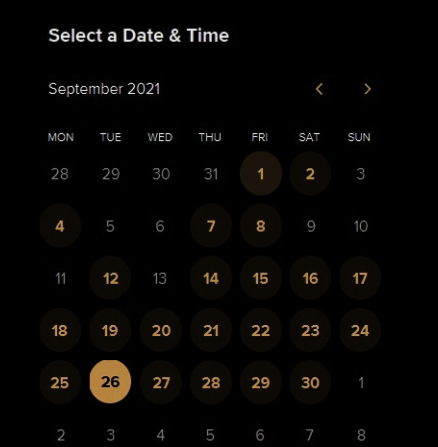 Select a Date & Time
September 2021
MON TUE WED THU FRI SAT SUN
28 29 30 31 1 2 3
4 5 6 7 8 9 10
11 12 13 14 15 16 17
18 19 20 21 22 23 24
25 26 27 28 29 30 1
2 3 4 5 6 7 8